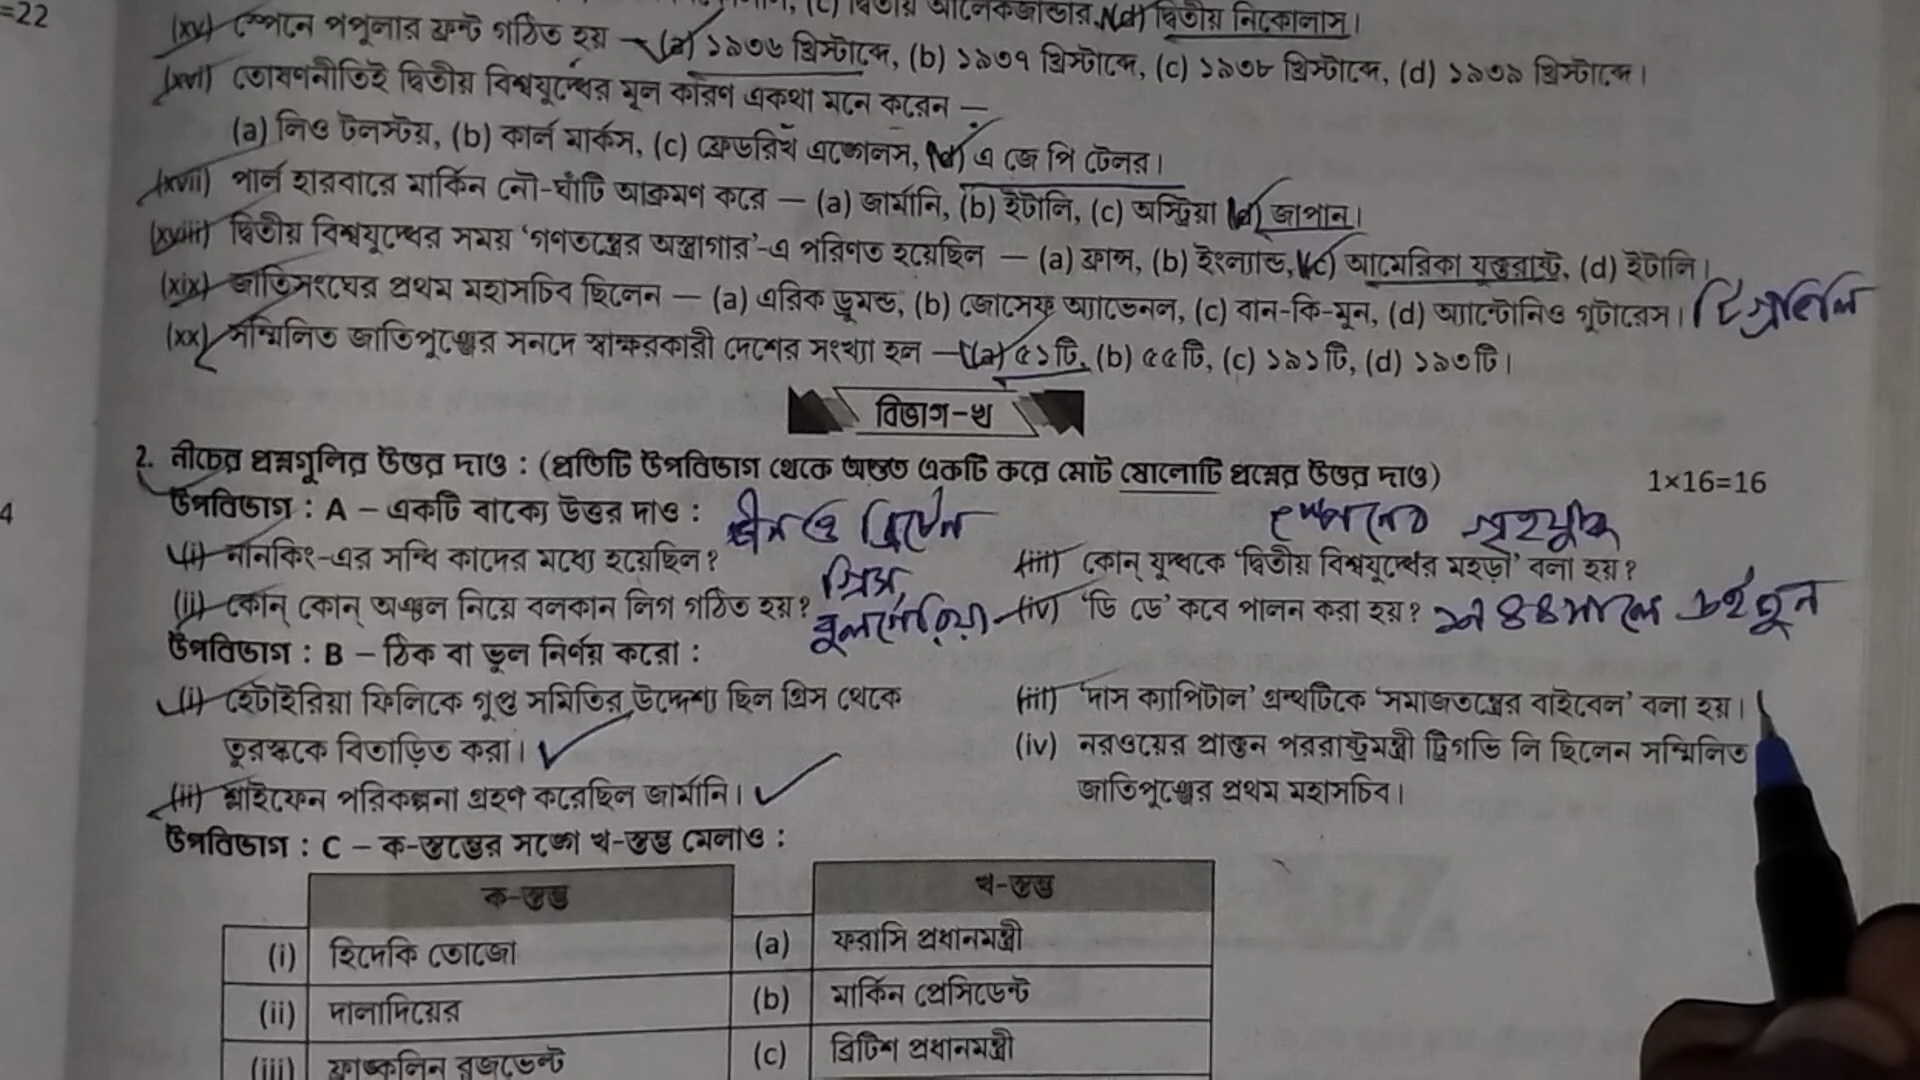 =22
(c) দ্বিতীয় আলেকজান্ডার, (d) দ্বিতীয় নিকোলাস।
(xv) স্পেনে পপুলার ফ্রন্ট গঠিত হয় — (a) ১৯৩৬ খ্রিস্টাব্দে, (b) ১৯৩৭ খ্রিস্টাব্দে, (c) ১৯৩৮ খ্রিস্টাব্দে, (d) ১৯৩৯ খ্রিস্টাব্দে।
(xvi) তোষণনীতিই দ্বিতীয় বিশ্বযুদ্ধের মূল কারণ একথা মনে করেন —
(a) লিও টলস্টয়, (b) কার্ল মার্কস, (c) ফ্রেডরিখ এঙ্গেলস, (d) এ জে পি টেলর।
(xvii) পার্ল হারবারে মার্কিন নৌ-ঘাঁটি আক্রমণ করে — (a) জার্মানি, (b) ইটালি, (c) অস্ট্রিয়া (d) জাপান।
(xviii) দ্বিতীয় বিশ্বযুদ্ধের সময় ‘গণতন্ত্রের অস্ত্রাগার’-এ পরিণত হয়েছিল — (a) ফ্রান্স, (b) ইংল্যান্ড, (c) আমেরিকা যুক্তরাষ্ট্র, (d) ইটালি।
(xix) জাতিসংঘের প্রথম মহাসচিব ছিলেন — (a) এরিক ড্রুমন্ড, (b) জোসেফ অ্যাভেনল, (c) বান-কি-মুন, (d) অ্যান্টোনিও গুটারেস।
(xx) সম্মিলিত জাতিপুঞ্জের সনদে স্বাক্ষরকারী দেশের সংখ্যা হল — (a) ৫১টি, (b) ৫৫টি, (c) ১৯১টি, (d) ১৯৩টি।
বিভাগ-খ
2. নীচের প্রশ্নগুলির উত্তর দাও : (প্রতিটি উপবিভাগ থেকে অন্তত একটি করে মোট ষোলোটি প্রশ্নের উত্তর দাও) 1×16=16
4
উপবিভাগ : A – একটি বাক্যে উত্তর দাও :
চীন ও ব্রিটেন
(i) নানকিং-এর সন্ধি কাদের মধ্যে হয়েছিল?
গ্রিস,
(ii) কোন্ কোন্ অঞ্চল নিয়ে বলকান লিগ গঠিত হয়?
বুলগেরিয়া
স্পেনের গৃহযুদ্ধ
(iii) কোন্ যুদ্ধকে ‘দ্বিতীয় বিশ্বযুদ্ধের মহড়া’ বলা হয়?
(iv) ‘ডি ডে’ কবে পালন করা হয়? ১৯৪৪ সালে ৬ই জুন
উপবিভাগ : B – ঠিক বা ভুল নির্ণয় করো :
(i) হেটাইরিয়া ফিলিকে গুপ্ত সমিতির উদ্দেশ্য ছিল গ্রিস থেকে
তুরস্ককে বিতাড়িত করা।
(ii) শ্লাইফেন পরিকল্পনা গ্রহণ করেছিল জার্মানি।
(iii) ‘দাস ক্যাপিটাল’ গ্রন্থটিকে ‘সমাজতন্ত্রের বাইবেল’ বলা হয়।
(iv) নরওয়ের প্রাক্তন পররাষ্ট্রমন্ত্রী ট্রিগভি লি ছিলেন সম্মিলিত
জাতিপুঞ্জের প্রথম মহাসচিব।
উপবিভাগ : C – ক-স্তম্ভের সঙ্গে খ-স্তম্ভ মেলাও :
ক-স্তম্ভ খ-স্তম্ভ
(i) হিদেকি তোজো (a) ফরাসি প্রধানমন্ত্রী
(ii) দালাদিয়ের (b) মার্কিন প্রেসিডেন্ট
(iii) ফ্রাঙ্কলিন রুজভেল্ট (c) ব্রিটিশ প্রধানমন্ত্রী